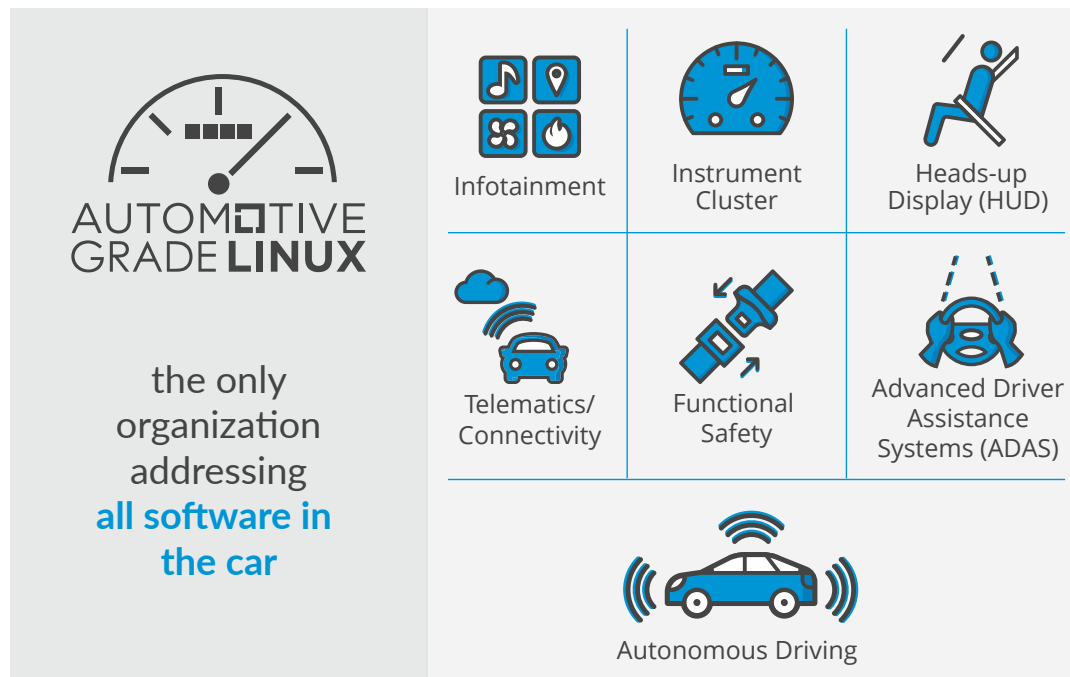 AUTOMOTIVE
GRADE LINUX
the only
organization
addressing
all software in
the car
Infotainment
Instrument
Cluster
Heads-up
Display (HUD)
Telematics/
Connectivity
Functional
Safety
Advanced Driver
Assistance
Systems (ADAS)
Autonomous Driving